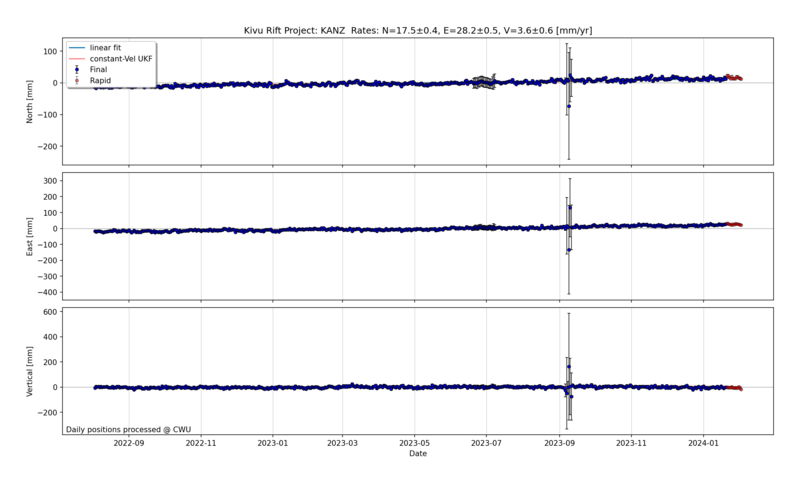 Kivu Rift Project: KANZ  Rates: N=17.5±0.4, E=28.2±0.5, V=3.6±0.6 [mm/yr]
linear fit
constant-Vel UKF
Final
Rapid
100
0
−100
−200
North [mm]
300
200
100
0
−100
−200
−300
−400
East [mm]
600
400
200
0
−200
Vertical [mm]
Daily positions processed @ CWU
2022-09 2022-11 2023-01 2023-03 2023-05 2023-07 2023-09 2023-11 2024-01
Date